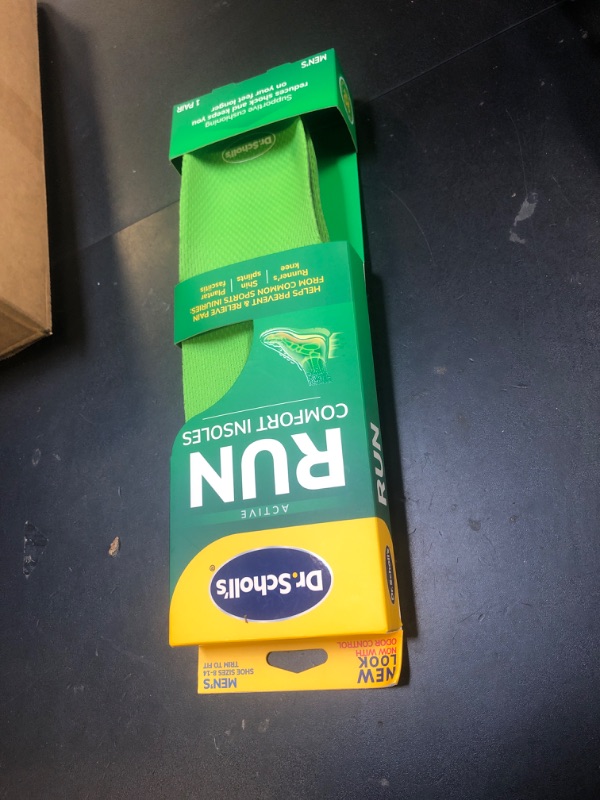 NEW
LOOK
NOW WITH
ODOR CONTROL
MEN'S
SHOE SIZES 8-14
TRIM TO FIT
Dr. Scholl's®
ACTIVE
RUN
COMFORT INSOLES
HELPS PREVENT & RELIEVE PAIN
FROM COMMON SPORTS INJURIES:
Runner's
knee
Shin
splints
Plantar
fasciitis
Dr. Scholl's
Supportive cushioning
reduces shock and keeps you
on your feet longer
MEN'S
1 PAIR
Dr. Scholl's
RUN